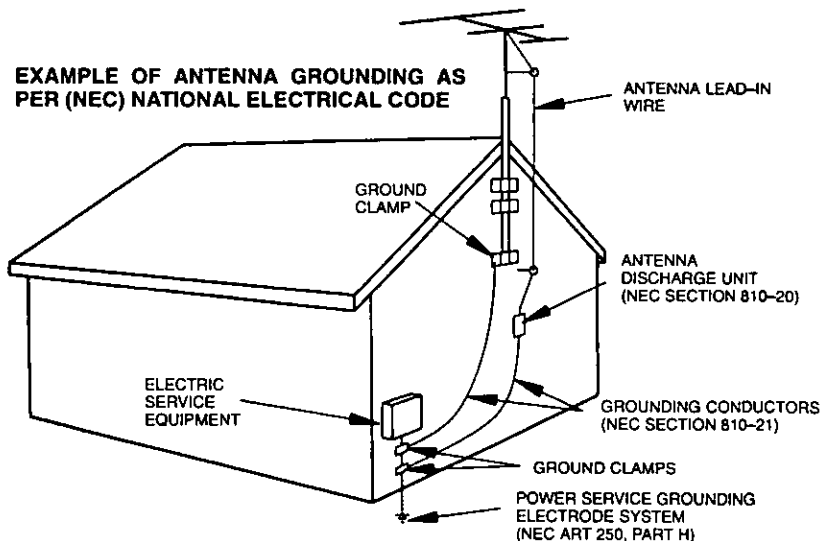 EXAMPLE OF ANTENNA GROUNDING AS
PER (NEC) NATIONAL ELECTRICAL CODE
ANTENNA LEAD–IN
WIRE
GROUND
CLAMP
ANTENNA
DISCHARGE UNIT
(NEC SECTION 810–20)
ELECTRIC
SERVICE
EQUIPMENT
GROUNDING CONDUCTORS
(NEC SECTION 810–21)
GROUND CLAMPS
POWER SERVICE GROUNDING
ELECTRODE SYSTEM
(NEC ART 250, PART H)